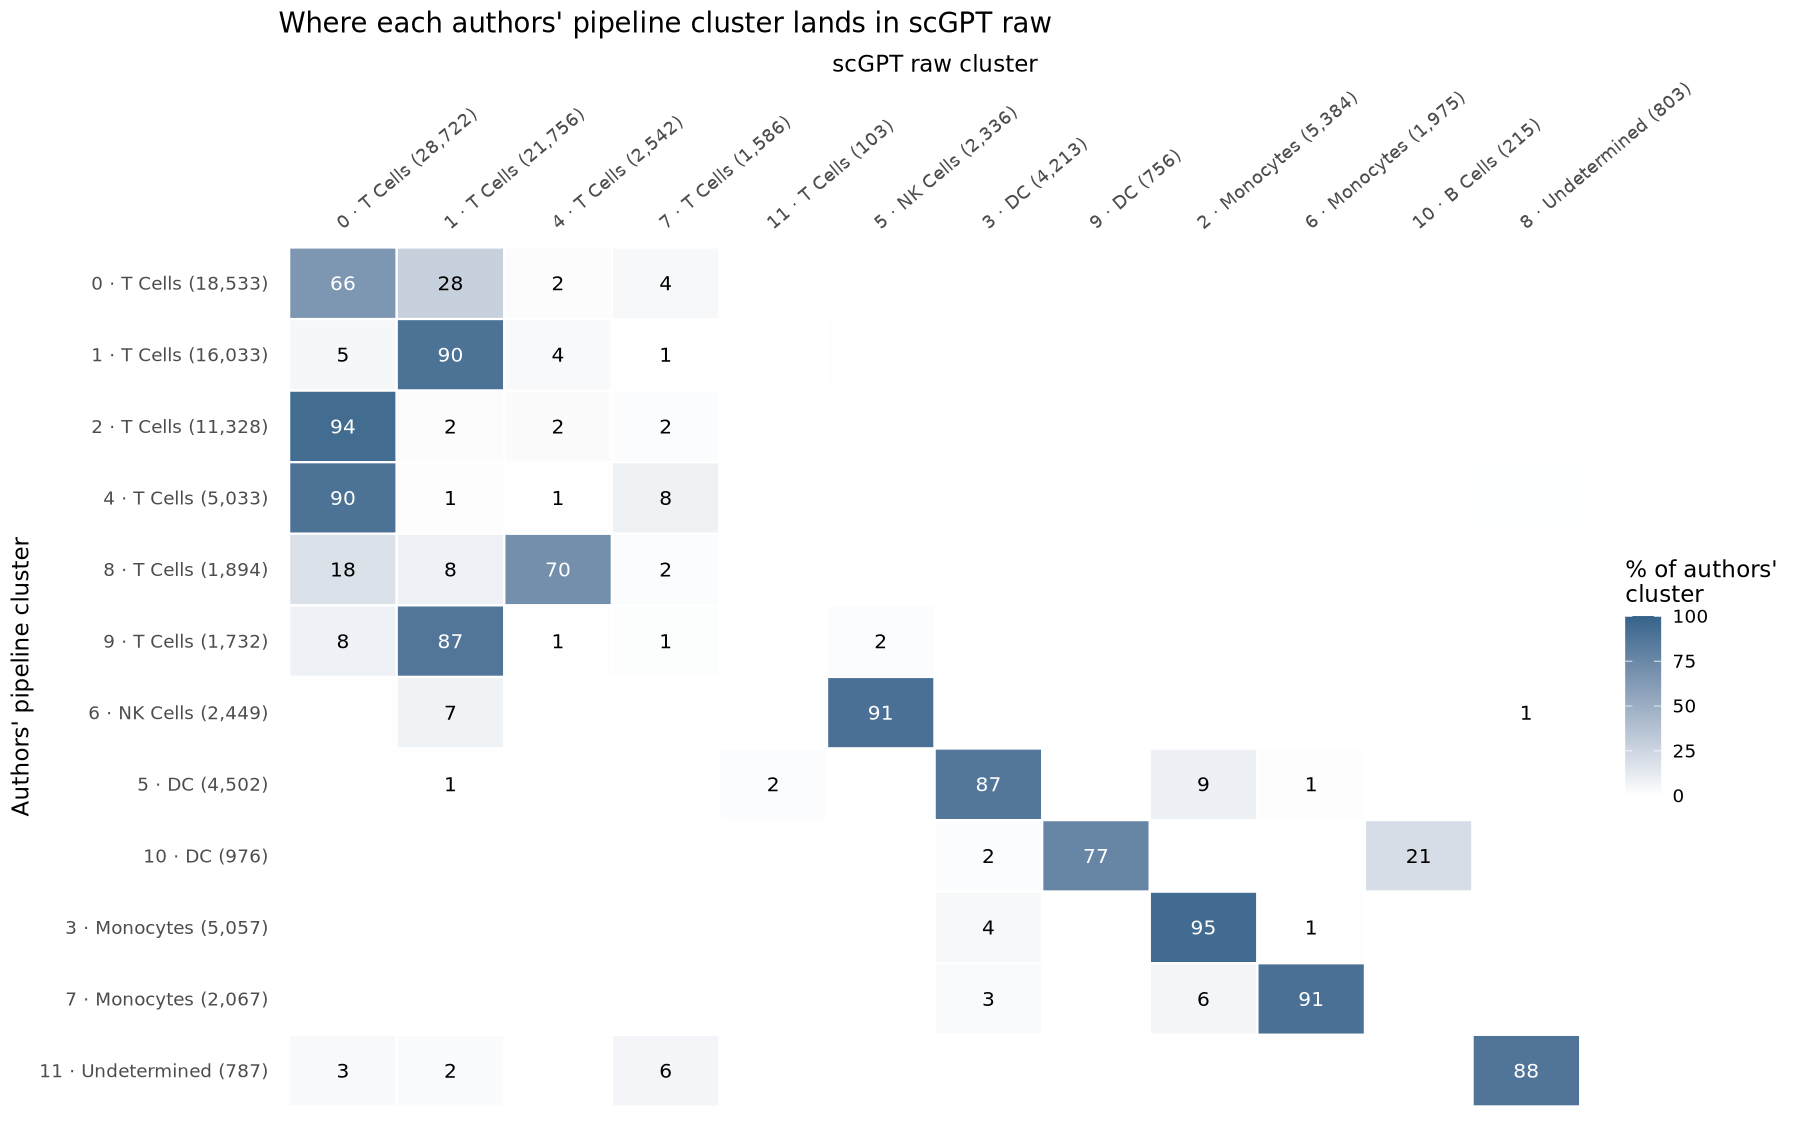 Where each authors' pipeline cluster lands in scGPT raw
scGPT raw cluster
0 · T Cells (28,722)
1 · T Cells (21,756)
4 · T Cells (2,542)
7 · T Cells (1,586)
11 · T Cells (103)
5 · NK Cells (2,336)
3 · DC (4,213)
9 · DC (756)
2 · Monocytes (5,384)
6 · Monocytes (1,975)
10 · B Cells (215)
8 · Undetermined (803)
Authors' pipeline cluster
0 · T Cells (18,533) 66 28 2 4
1 · T Cells (16,033) 5 90 4 1
2 · T Cells (11,328) 94 2 2 2
4 · T Cells (5,033) 90 1 1 8
8 · T Cells (1,894) 18 8 70 2
9 · T Cells (1,732) 8 87 1 1 2
6 · NK Cells (2,449) 7 91 1
5 · DC (4,502) 1 2 87 9 1
10 · DC (976) 2 77 21
3 · Monocytes (5,057) 4 95 1
7 · Monocytes (2,067) 3 6 91
11 · Undetermined (787) 3 2 6 88
% of authors'
cluster
100
75
50
25
0